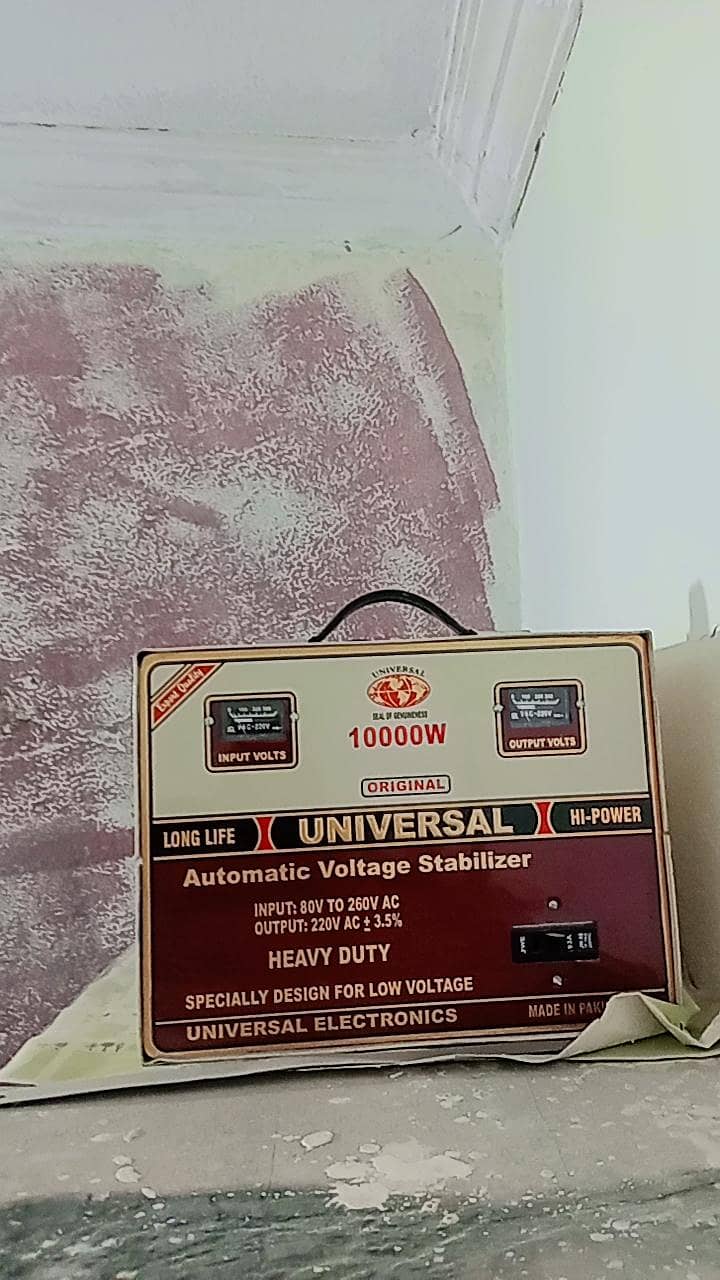 Export Quality
UNIVERSAL
SEAL OF GENUINENESS
10000W
INPUT VOLTS
OUTPUT VOLTS
ORIGINAL
LONG LIFE
UNIVERSAL
HI-POWER
Automatic Voltage Stabilizer
INPUT: 80V TO 260V AC
OUTPUT: 220V AC ± 3.5%
HEAVY DUTY
SPECIALLY DESIGN FOR LOW VOLTAGE
UNIVERSAL ELECTRONICS
MADE IN PAKI